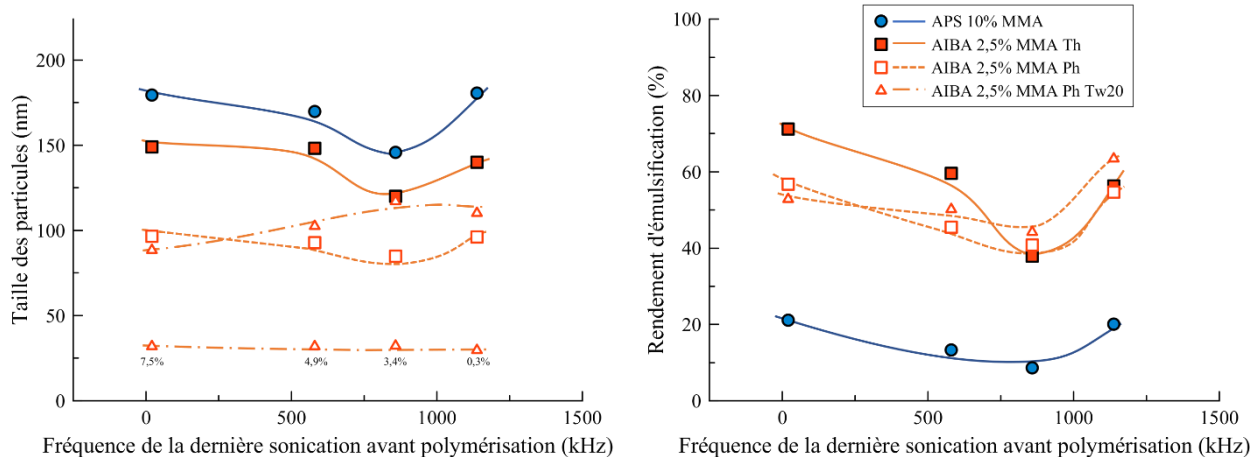 200
150
100
50
0
Taille des particules (nm)
7,5%
4,9%
3,4%
0,3%
0
500
1000
1500
Fréquence de la dernière sonication avant polymérisation (kHz)
100
80
60
40
20
0
Rendement d'émulsification (%)
APS 10% MMA
AIBA 2,5% MMA Th
AIBA 2,5% MMA Ph
AIBA 2,5% MMA Ph Tw20
0
500
1000
1500
Fréquence de la dernière sonication avant polymérisation (kHz)